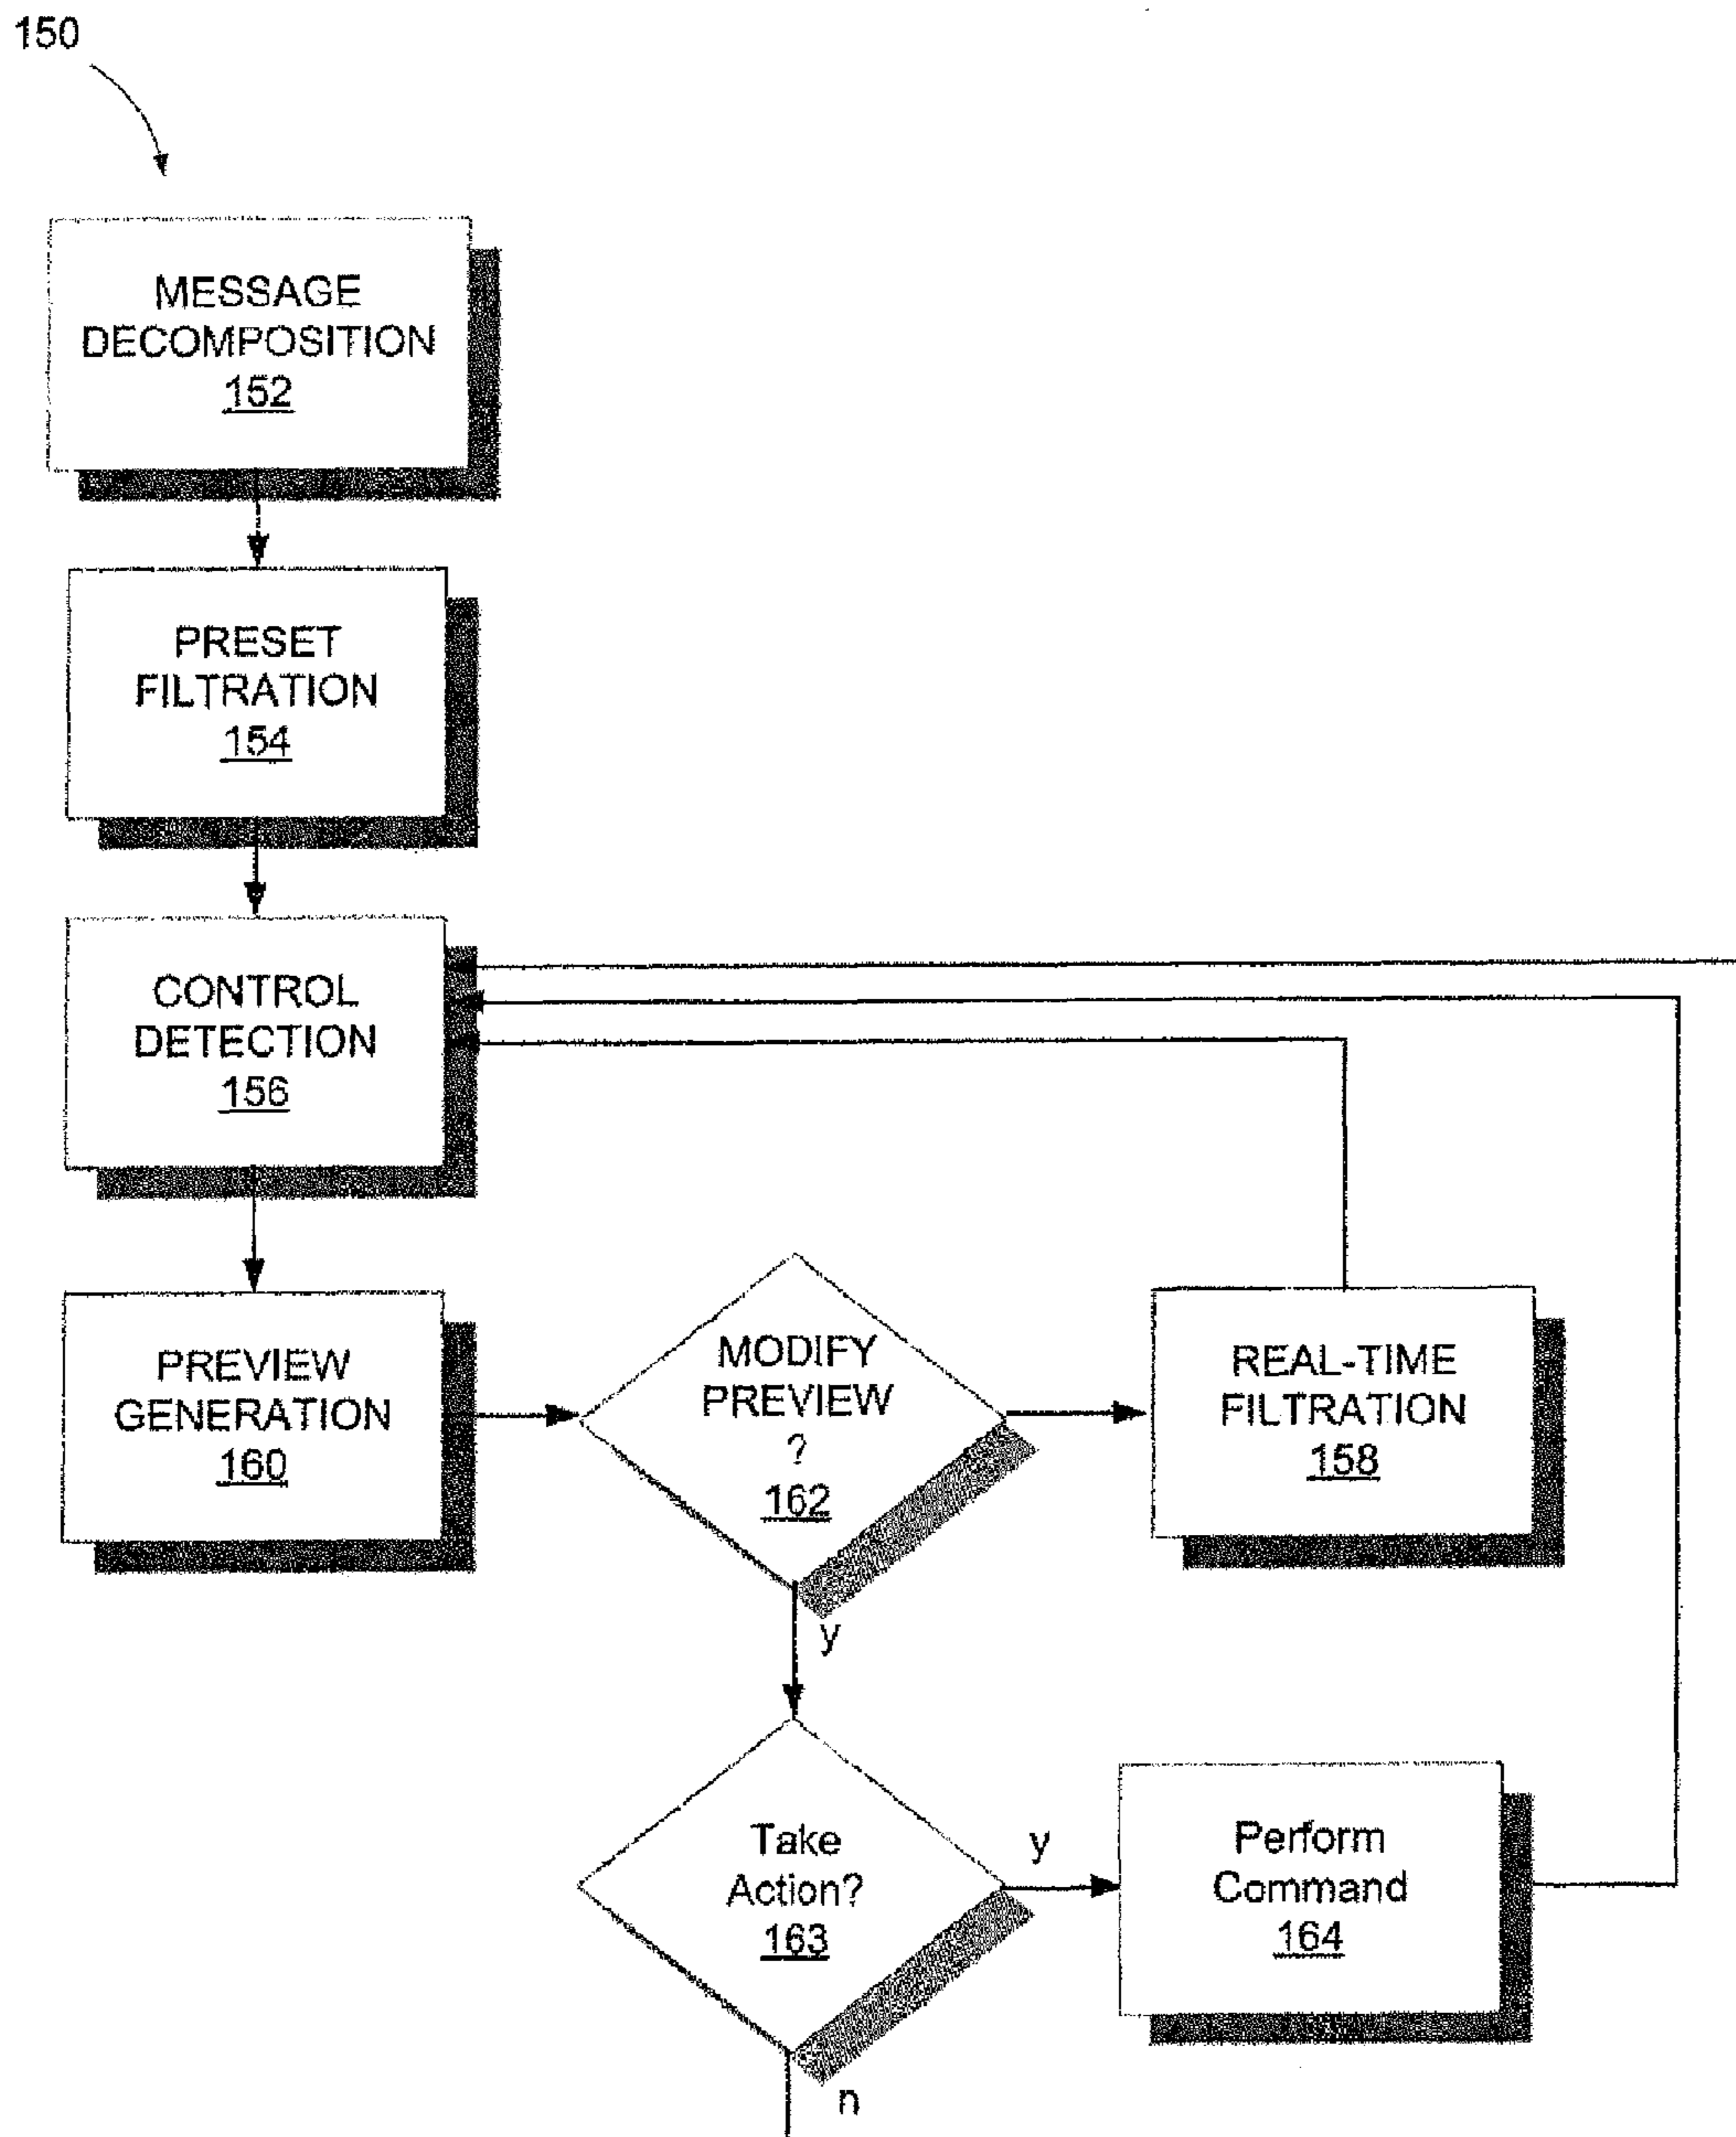 150
MESSAGE
DECOMPOSITION
152
PRESET
FILTRATION
154
CONTROL
DETECTION
156
PREVIEW
GENERATION
160
MODIFY
PREVIEW
?
162
REAL-TIME
FILTRATION
158
y
Take
Action?
163
y
Perform
Command
164
n